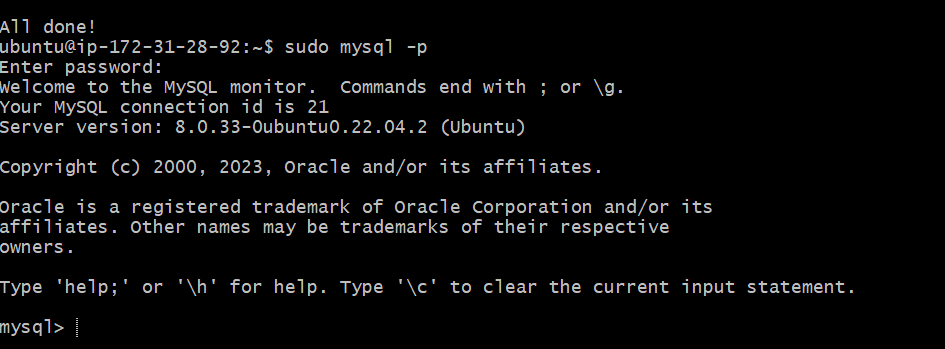 All done!
ubuntu@ip-172-31-28-92:~$ sudo mysql -p
Enter password:
Welcome to the MySQL monitor.  Commands end with ; or \g.
Your MySQL connection id is 21
Server version: 8.0.33-0ubuntu0.22.04.2 (Ubuntu)
Copyright (c) 2000, 2023, Oracle and/or its affiliates.
Oracle is a registered trademark of Oracle Corporation and/or its
affiliates. Other names may be trademarks of their respective
owners.
Type 'help;' or '\h' for help. Type '\c' to clear the current input statement.
mysql>